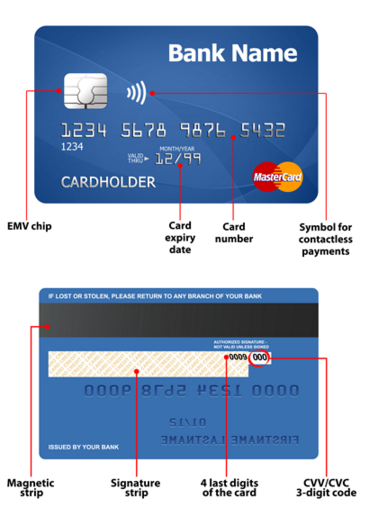 Bank Name
1234 5678 9876 5432
1234
MONTH/YEAR
VALID THRU 12/99
CARDHOLDER
MasterCard
EMV chip
Card expiry date
Card number
Symbol for contactless payments
IF LOST OR STOLEN, PLEASE RETURN TO ANY BRANCH OF YOUR BANK
AUTHORIZED SIGNATURE -
NOT VALID UNLESS SIGNED
0009 000
ISSUED BY YOUR BANK
FIRSTNAME LASTNAME
Magnetic strip
Signature strip
4 last digits of the card
CVV/CVC 3-digit code